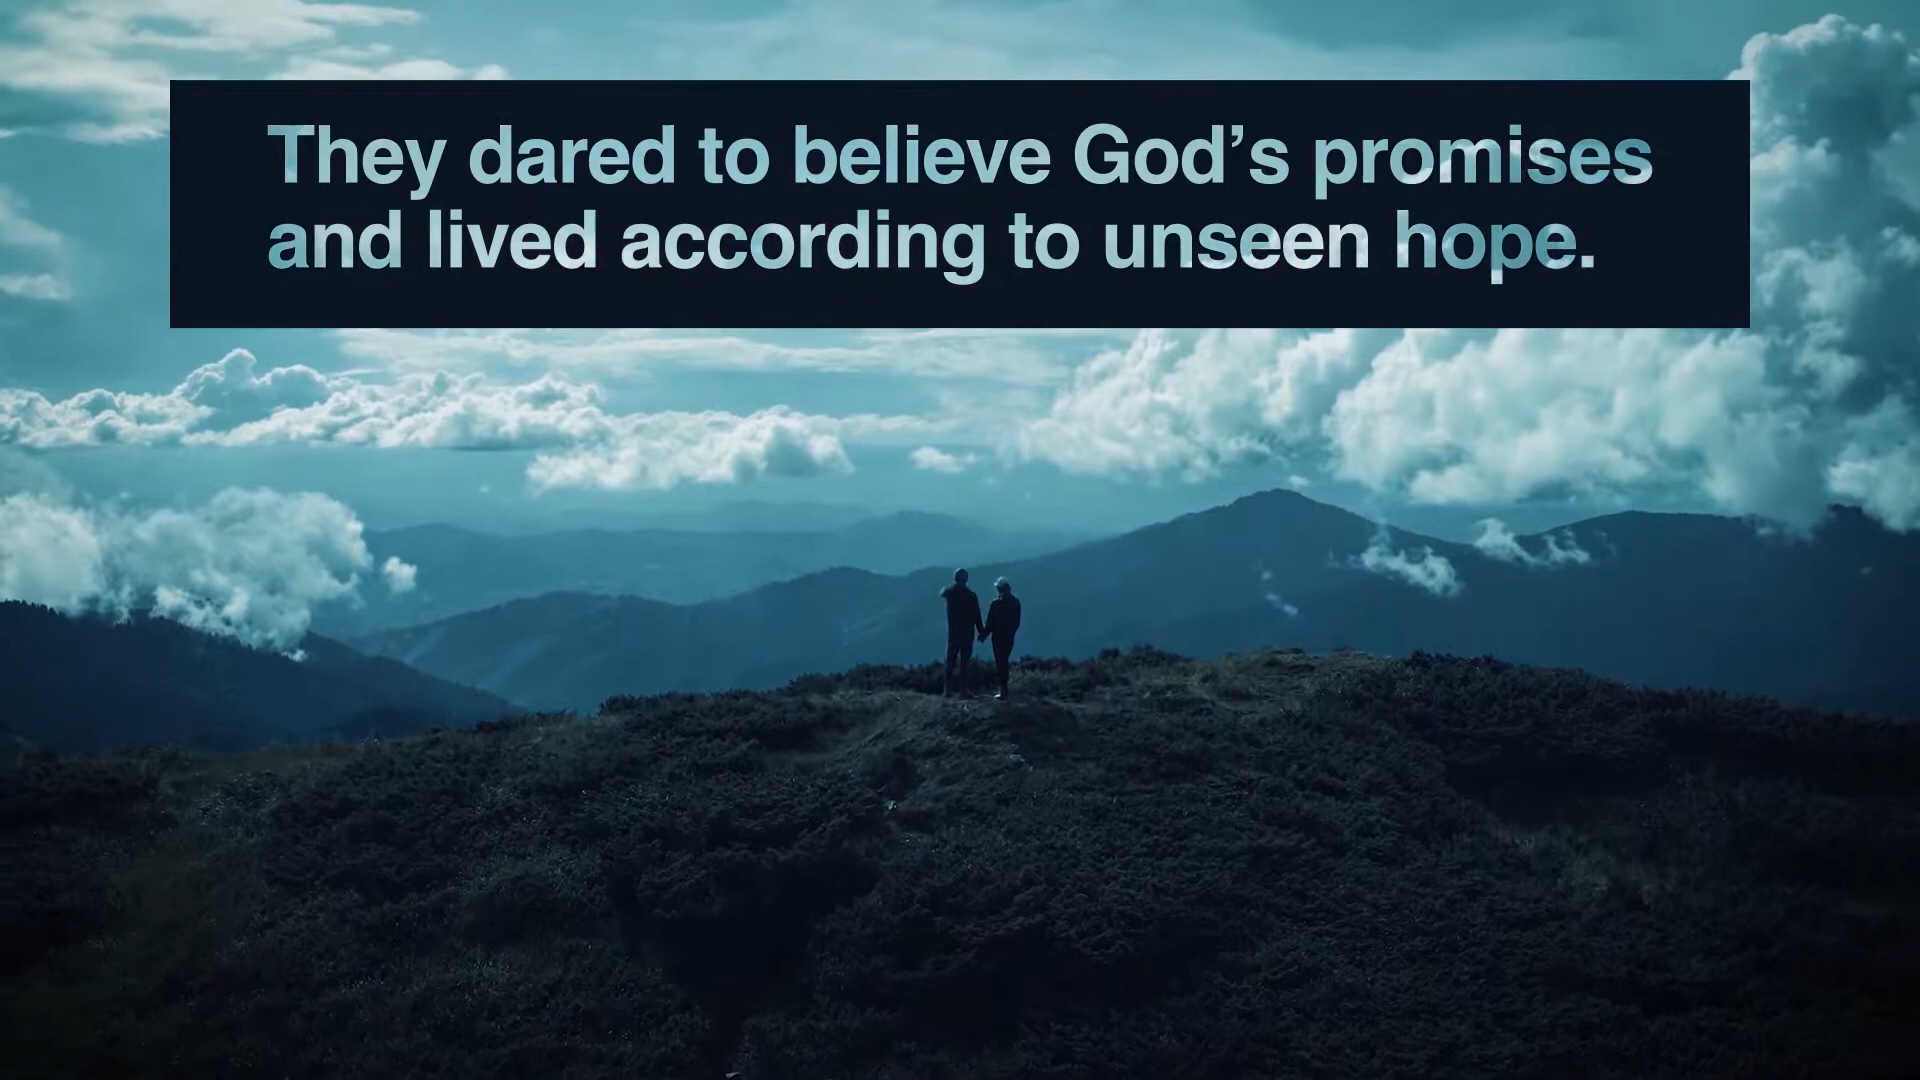 They dared to believe God’s promises
and lived according to unseen hope.